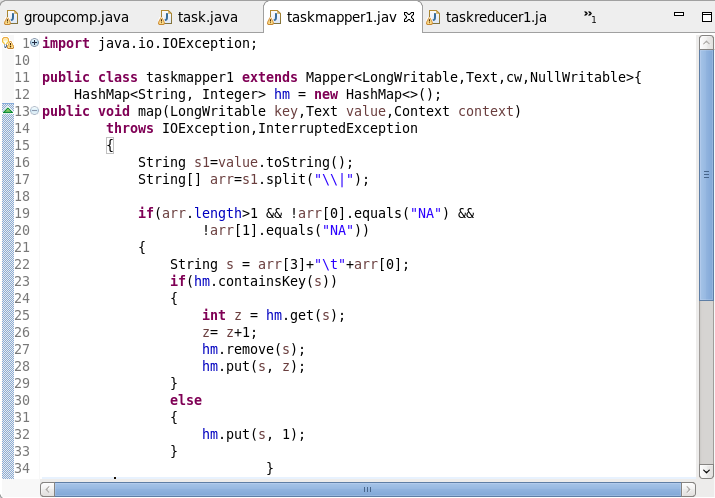 groupcomp.java task.java taskmapper1.jav taskreducer1.ja »1
1 import java.io.IOException;
10
11 public class taskmapper1 extends Mapper<LongWritable,Text,cw,NullWritable>{
12 HashMap<String, Integer> hm = new HashMap<>();
13 public void map(LongWritable key,Text value,Context context)
14 throws IOException,InterruptedException
15 {
16 String s1=value.toString();
17 String[] arr=s1.split("\\|");
18
19 if(arr.length>1 && !arr[0].equals("NA") &&
20 !arr[1].equals("NA"))
21 {
22 String s = arr[3]+"\t"+arr[0];
23 if(hm.containsKey(s))
24 {
25 int z = hm.get(s);
26 z= z+1;
27 hm.remove(s);
28 hm.put(s, z);
29 }
30 else
31 {
32 hm.put(s, 1);
33 }
34 }